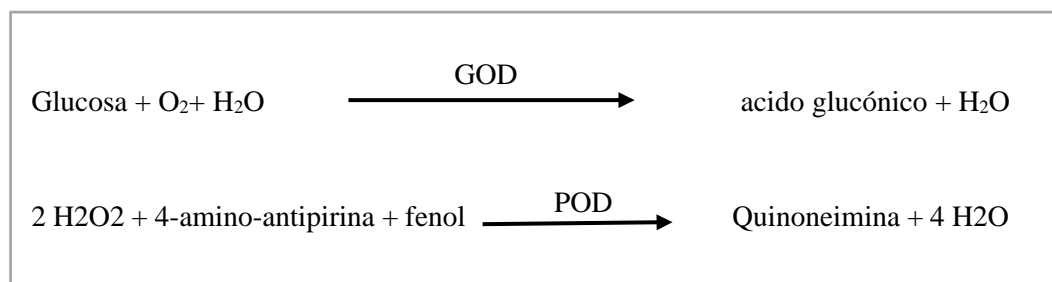 GOD
Glucosa + O₂+ H₂O acido glucónico + H₂O
POD
2 H2O2 + 4-amino-antipirina + fenol Quinoneimina + 4 H2O